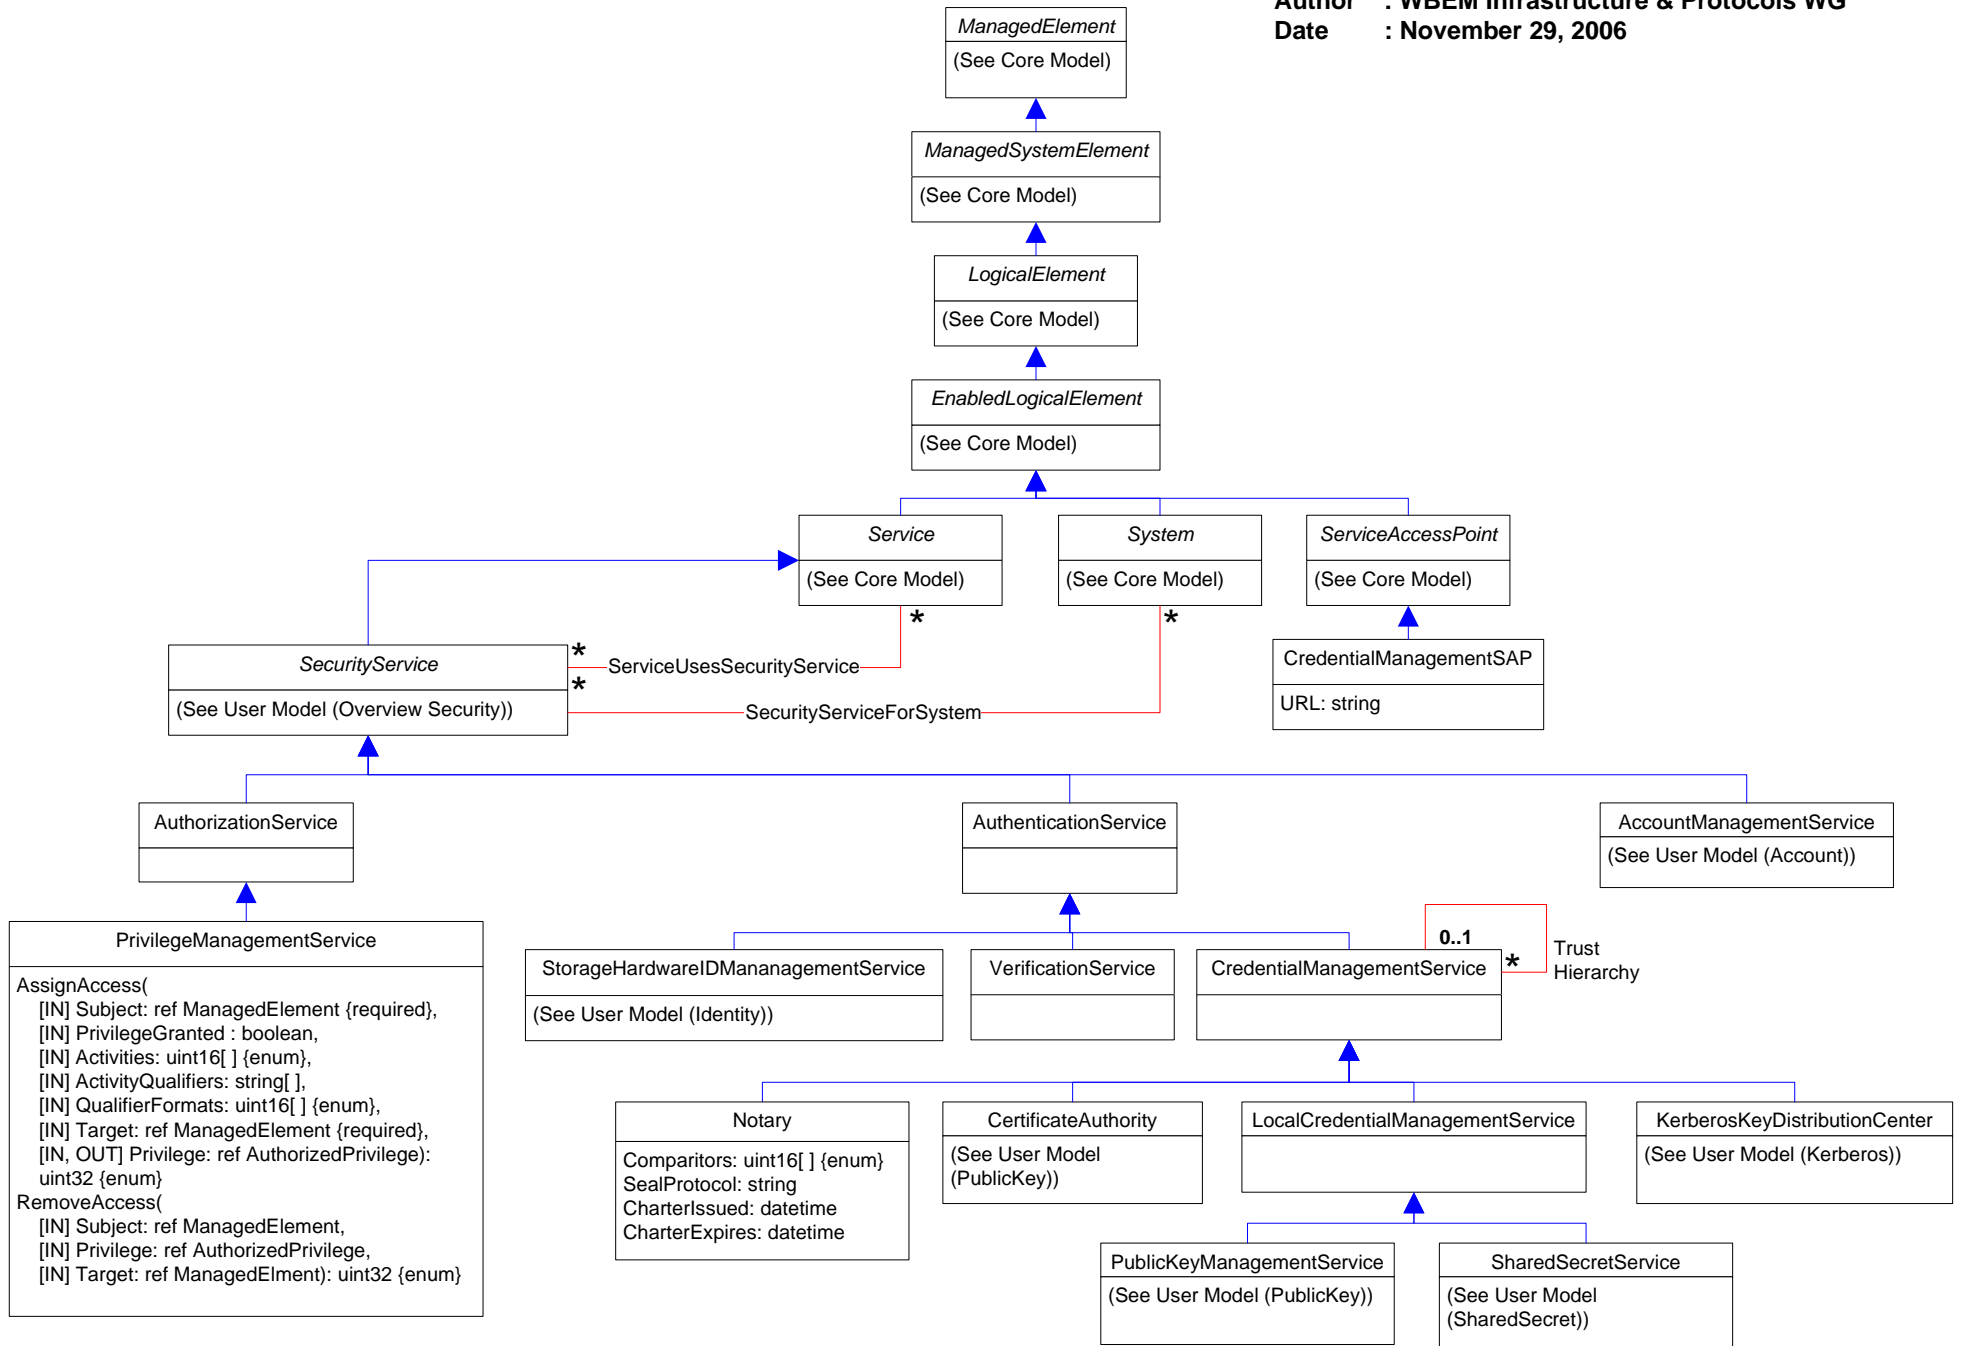 Author : WBEM Infrastructure & Protocols WG
Date : November 29, 2006
ManagedElement
(See Core Model)
ManagedSystemElement
(See Core Model)
LogicalElement
(See Core Model)
EnabledLogicalElement
(See Core Model)
Service
(See Core Model)
System
(See Core Model)
ServiceAccessPoint
(See Core Model)
*
*
SecurityService
(See User Model (Overview Security))
*
*
ServiceUsesSecurityService
SecurityServiceForSystem
CredentialManagementSAP
URL: string
AuthorizationService
AuthenticationService
AccountManagementService
(See User Model (Account))
PrivilegeManagementService
AssignAccess(
[IN] Subject: ref ManagedElement {required},
[IN] PrivilegeGranted : boolean,
[IN] Activities: uint16[ ] {enum},
[IN] ActivityQualifiers: string[ ],
[IN] QualifierFormats: uint16[ ] {enum},
[IN] Target: ref ManagedElement {required},
[IN, OUT] Privilege: ref AuthorizedPrivilege):
uint32 {enum}
RemoveAccess(
[IN] Subject: ref ManagedElement,
[IN] Privilege: ref AuthorizedPrivilege,
[IN] Target: ref ManagedElment): uint32 {enum}
StorageHardwareIDMananagementService
(See User Model (Identity))
VerificationService
CredentialManagementService
0..1
*
Trust
Hierarchy
Notary
Comparitors: uint16[ ] {enum}
SealProtocol: string
CharterIssued: datetime
CharterExpires: datetime
CertificateAuthority
(See User Model
(PublicKey))
LocalCredentialManagementService
KerberosKeyDistributionCenter
(See User Model (Kerberos))
PublicKeyManagementService
(See User Model (PublicKey))
SharedSecretService
(See User Model
(SharedSecret))